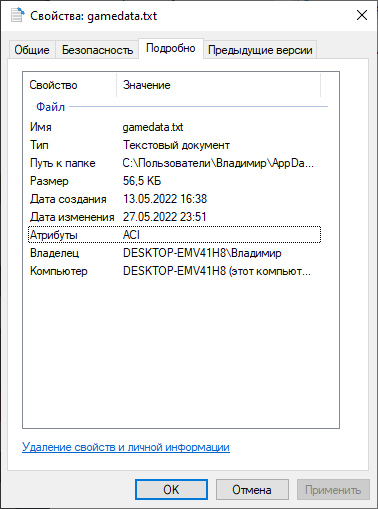 Свойства: gamedata.txt
Общие Безопасность Подробно Предыдущие версии
Свойство Значение
Файл
Имя gamedata.txt
Тип Текстовый документ
Путь к папке C:\Пользователи\Владимир\AppDa...
Размер 56,5 КБ
Дата создания 13.05.2022 16:38
Дата изменения 27.05.2022 23:51
Атрибуты ACI
Владелец DESKTOP-EMV41H8\Владимир
Компьютер DESKTOP-EMV41H8 (этот компьют...
Удаление свойств и личной информации
OK Отмена Применить